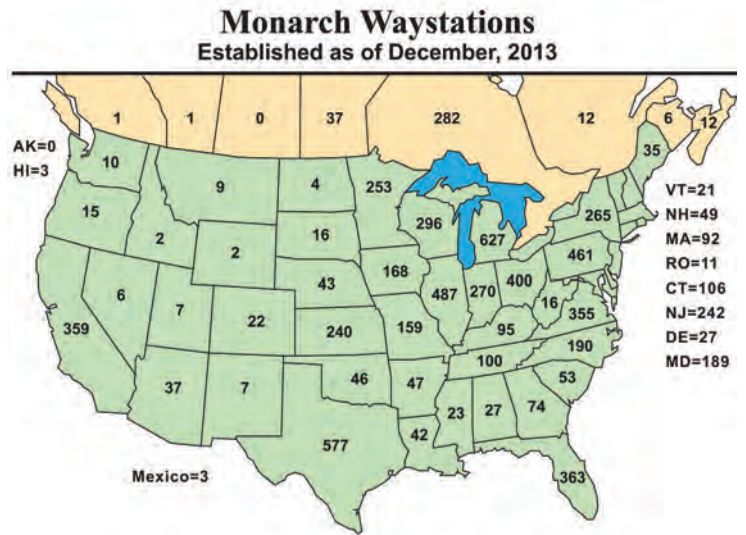 Monarch Waystations
Established as of December, 2013
1 1 0 37 282 12 6 12
AK=0
HI=3
10 9 4 253 35
15 2 2 16 296 627 265
VT=21
NH=49
MA=92
RO=11
CT=106
NJ=242
DE=27
MD=189
6 7 22 43 168 487 270 400 461
359 240 159 95 16 355
37 7 46 47 100 190
577 42 23 27 74 53
363
Mexico=3